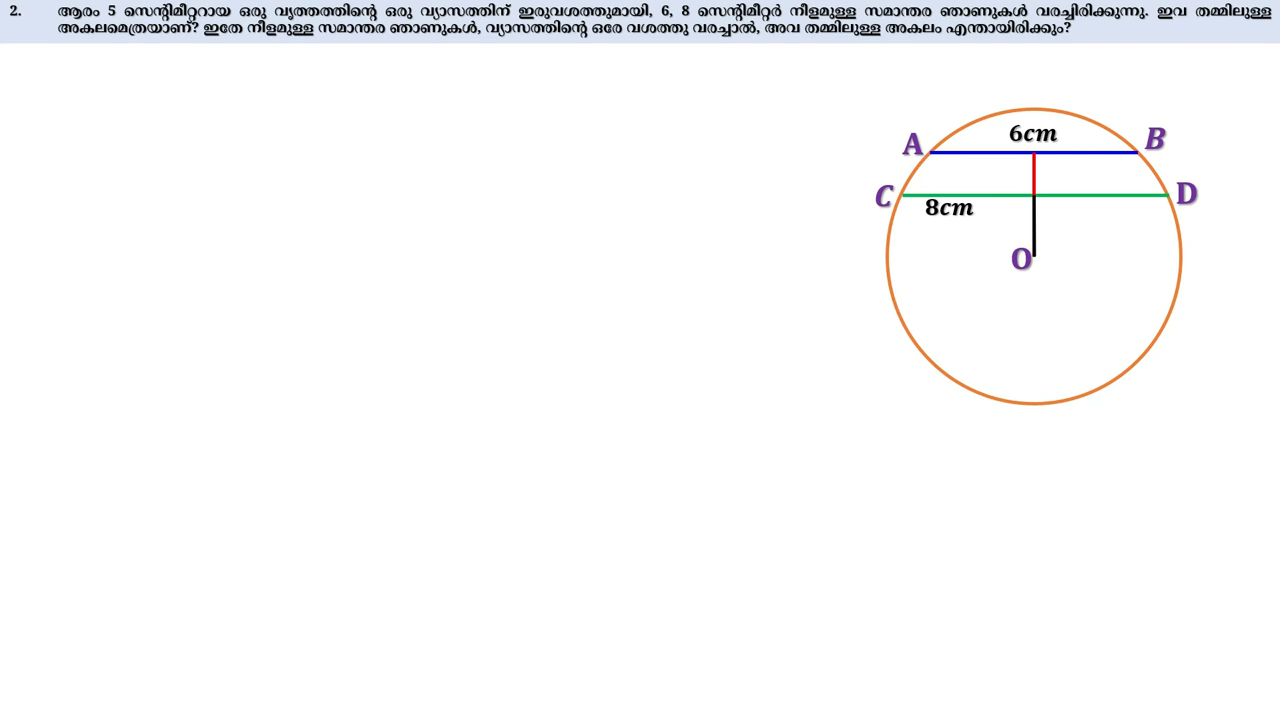 2. ആരം 5 സെന്റിമീറ്ററായ ഒരു വൃത്തത്തിന്റെ ഒരു വ്യാസത്തിന് ഇരുവശത്തുമായി, 6, 8 സെന്റിമീറ്റർ നീളമുള്ള സമാന്തര ഞാണുകൾ വരച്ചിരിക്കുന്നു. ഇവ തമ്മിലുള്ള
അകലമെത്രയാണ്? ഇതേ നീളമുള്ള സമാന്തര ഞാണുകൾ, വ്യാസത്തിന്റെ ഒരേ വശത്തു വരച്ചാൽ, അവ തമ്മിലുള്ള അകലം എന്തായിരിക്കും?
A 6cm B
C D
8cm
O